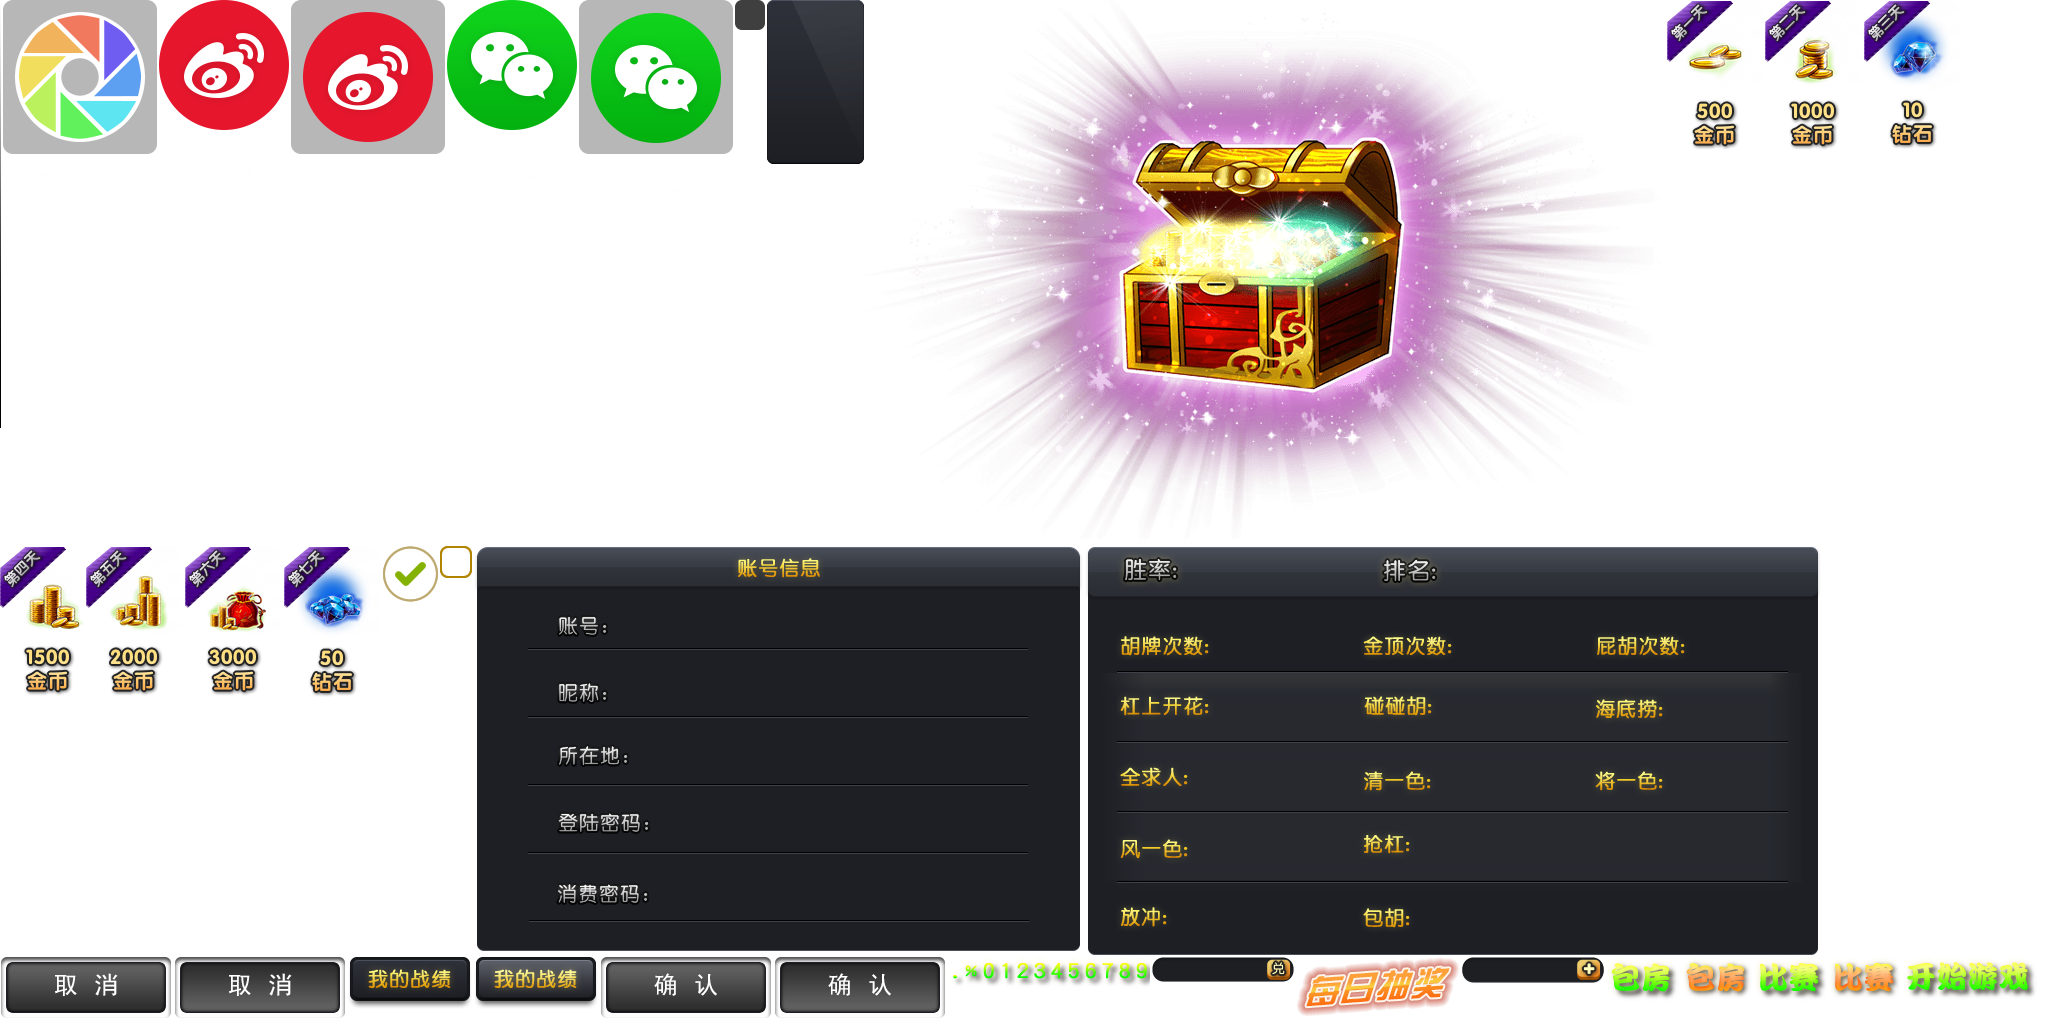 第一天
500
金币
第二天
1000
金币
第三天
10
钻石
第四天
1500
金币
第五天
2000
金币
第六天
3000
金币
第七天
50
钻石
账号信息
账号：
昵称：
所在地：
登陆密码：
消费密码：
胜率: 排名:
胡牌次数: 金顶次数: 屁胡次数:
杠上开花: 碰碰胡: 海底捞:
全求人: 清一色: 将一色:
风一色: 抢杠:
放冲: 包胡:
取 消
取 消
我的战绩
我的战绩
确 认
确 认
.×0123456789
兑
每日抽奖
包房
包房
比赛
比赛
开始游戏